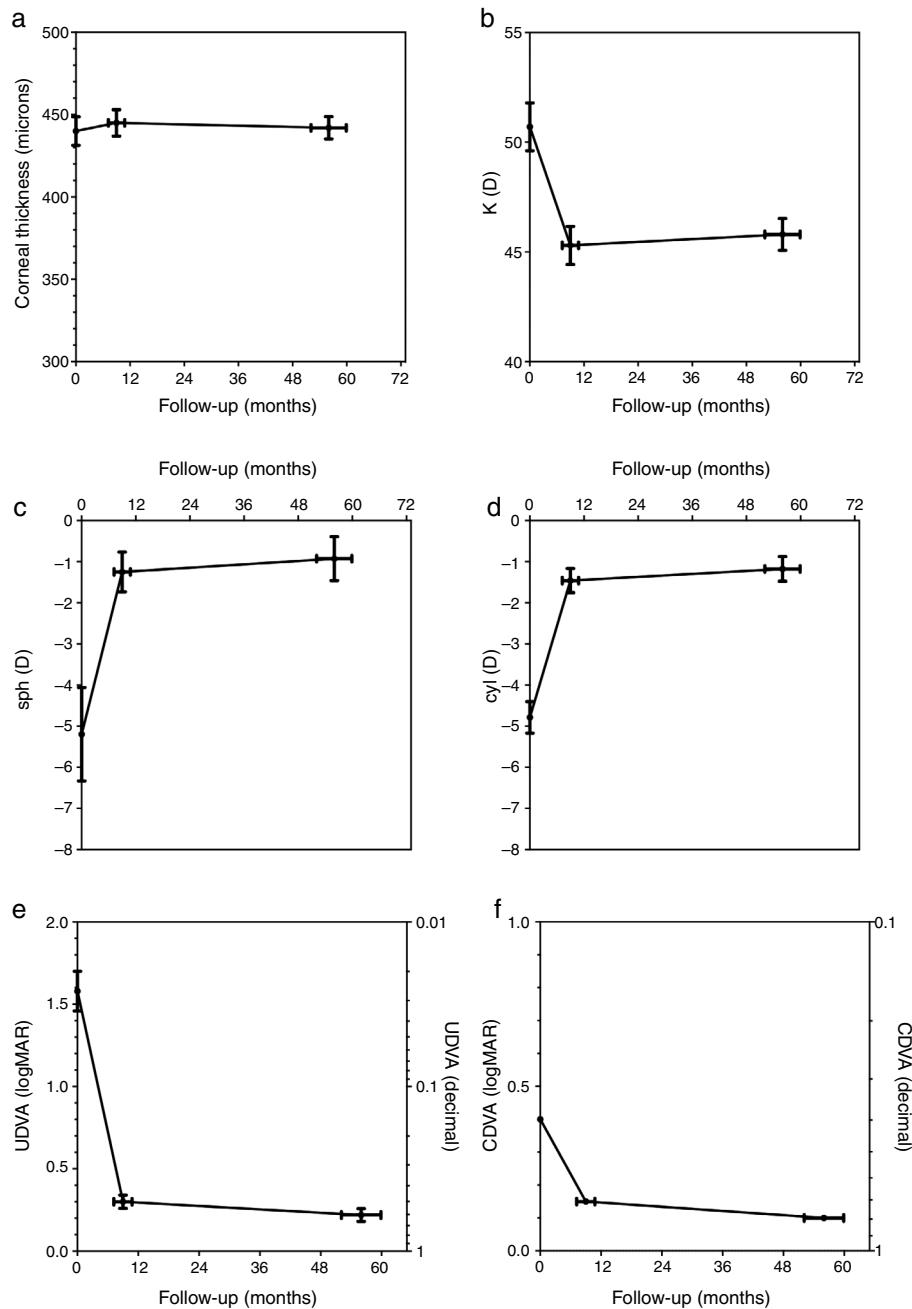 a
500
450
400
350
300
Corneal thickness (microns)
0 12 24 36 48 60 72
Follow-up (months)
b
55
50
45
40
K (D)
0 12 24 36 48 60 72
Follow-up (months)
Follow-up (months)
0 12 24 36 48 60 72
c
0
–1
–2
–3
–4
–5
–6
–7
–8
sph (D)
Follow-up (months)
0 12 24 36 48 60 72
d
0
–1
–2
–3
–4
–5
–6
–7
–8
cyl (D)
e
2.0
1.5
1.0
0.5
0.0
UDVA (logMAR)
0.01
0.1
1
UDVA (decimal)
0 12 24 36 48 60
Follow-up (months)
f
1.0
0.5
0.0
CDVA (logMAR)
0.1
1
CDVA (decimal)
0 12 24 36 48 60
Follow-up (months)